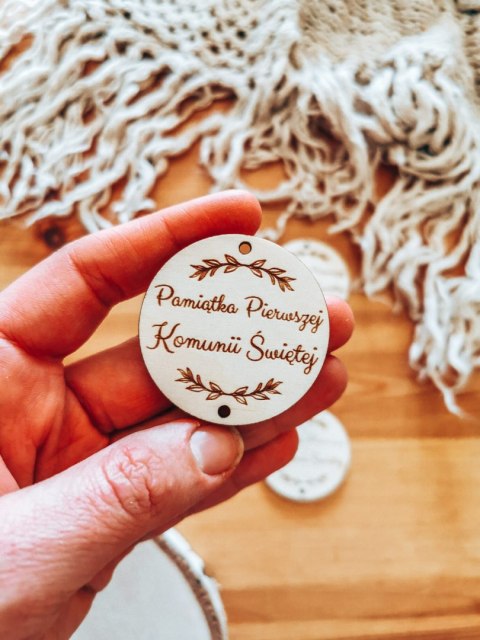 Pamiątka Pierwszej
Komunii Świętej